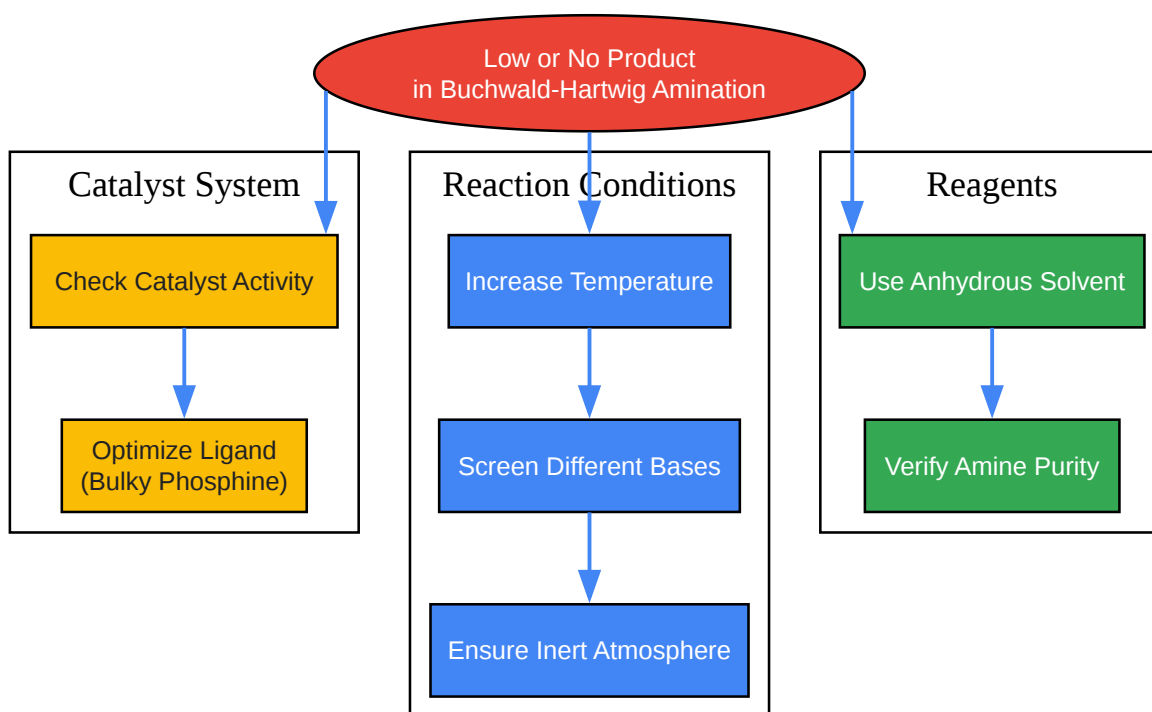 Low or No Product
in Buchwald-Hartwig Amination
Catalyst System
Check Catalyst Activity
Optimize Ligand
(Bulky Phosphine)
Reaction Conditions
Increase Temperature
Screen Different Bases
Ensure Inert Atmosphere
Reagents
Use Anhydrous Solvent
Verify Amine Purity